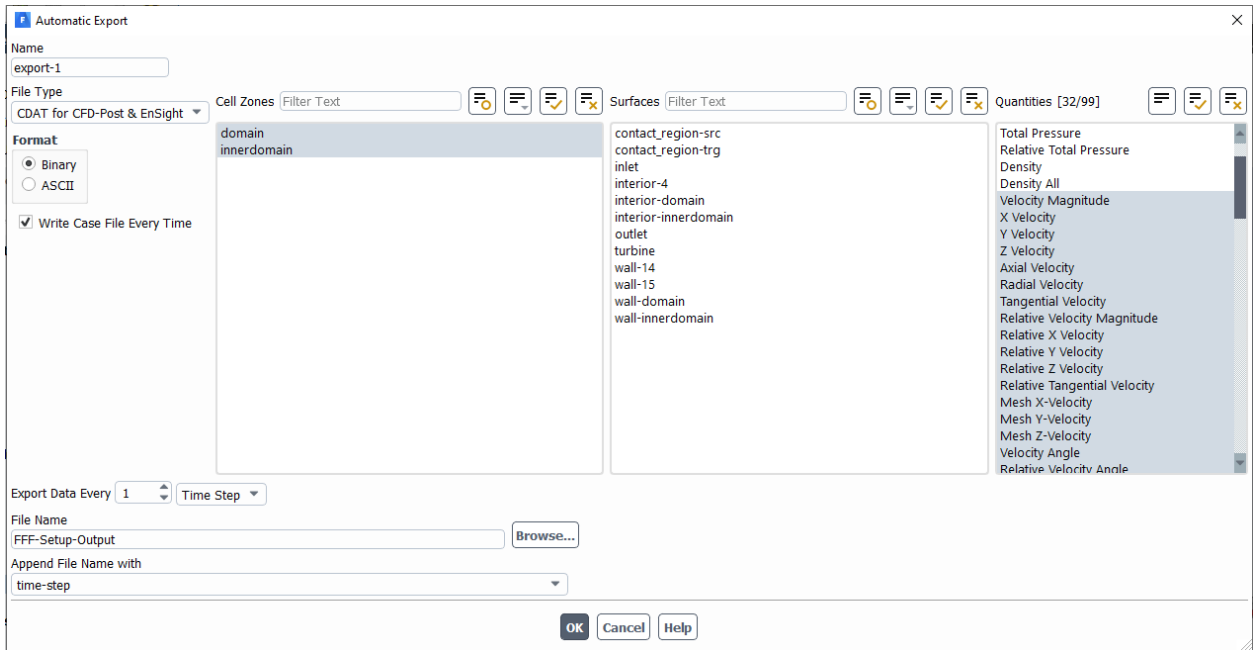 Automatic Export
Name
export-1
File Type
CDAT for CFD-Post & EnSight
Format
Binary
ASCII
Write Case File Every Time
Cell Zones Filter Text
domain
innerdomain
Surfaces Filter Text
contact_region-src
contact_region-trg
inlet
interior-4
interior-domain
interior-innerdomain
outlet
turbine
wall-14
wall-15
wall-domain
wall-innerdomain
Quantities [32/99]
Total Pressure
Relative Total Pressure
Density
Density All
Velocity Magnitude
X Velocity
Y Velocity
Z Velocity
Axial Velocity
Radial Velocity
Tangential Velocity
Relative Velocity Magnitude
Relative X Velocity
Relative Y Velocity
Relative Z Velocity
Relative Tangential Velocity
Mesh X-Velocity
Mesh Y-Velocity
Mesh Z-Velocity
Velocity Angle
Relative Velocity Angle
Export Data Every 1 Time Step
File Name
FFF-Setup-Output Browse...
Append File Name with
time-step
OK Cancel Help